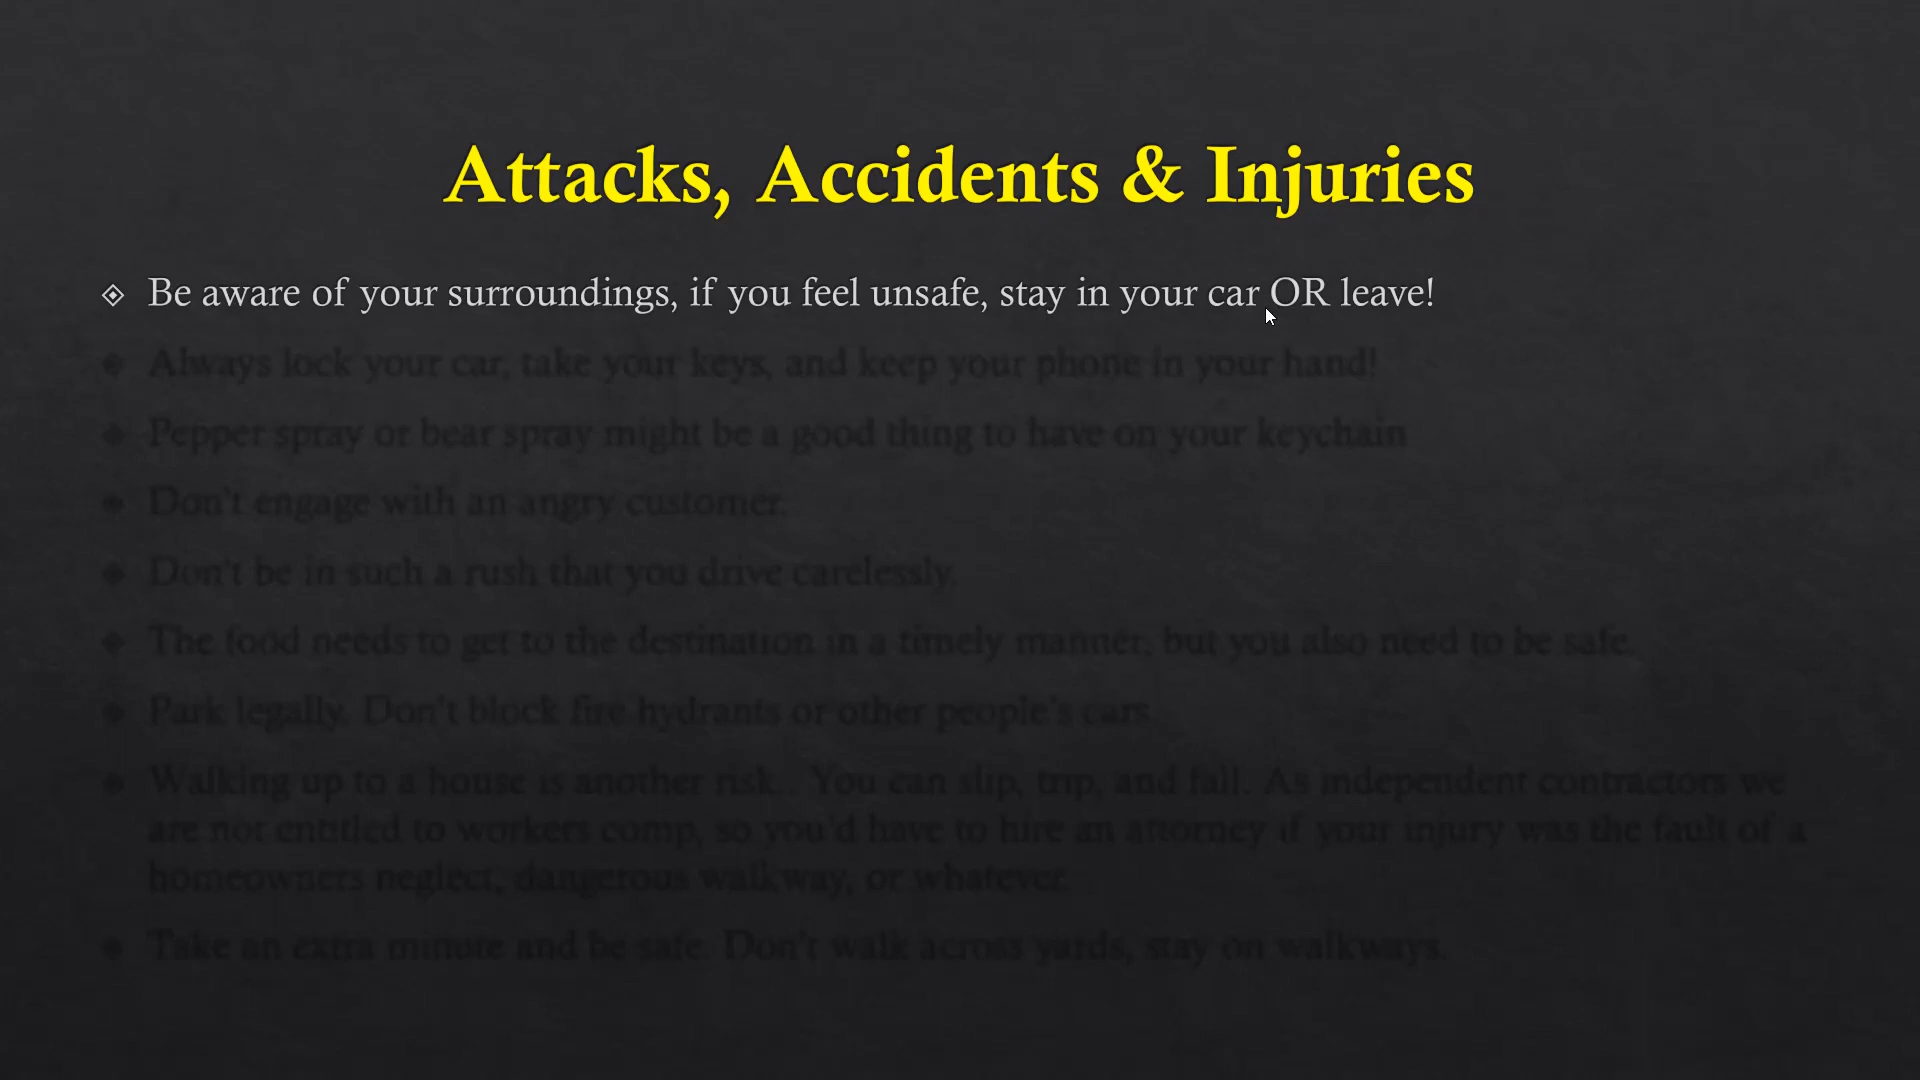 Attacks, Accidents & Injuries
Be aware of your surroundings, if you feel unsafe, stay in your car OR leave!
Always lock your car, take your keys, and keep your phone in your hand!
Pepper spray or bear spray might be a good thing to have on your keychain
Don't engage with an angry customer.
Don't be in such a rush that you drive carelessly.
The food needs to get to the destination in a timely manner, but you also need to be safe.
Park legally. Don't block fire hydrants or other people's cars.
Walking up to a house is another risk.. You can slip, trip, and fall. As independent contractors we
are not entitled to workers comp, so you'd have to hire an attorney if your injury was the fault of a
homeowners neglect, dangerous walkway, or whatever.
Take an extra minute and be safe. Don't walk across yards, stay on walkways.